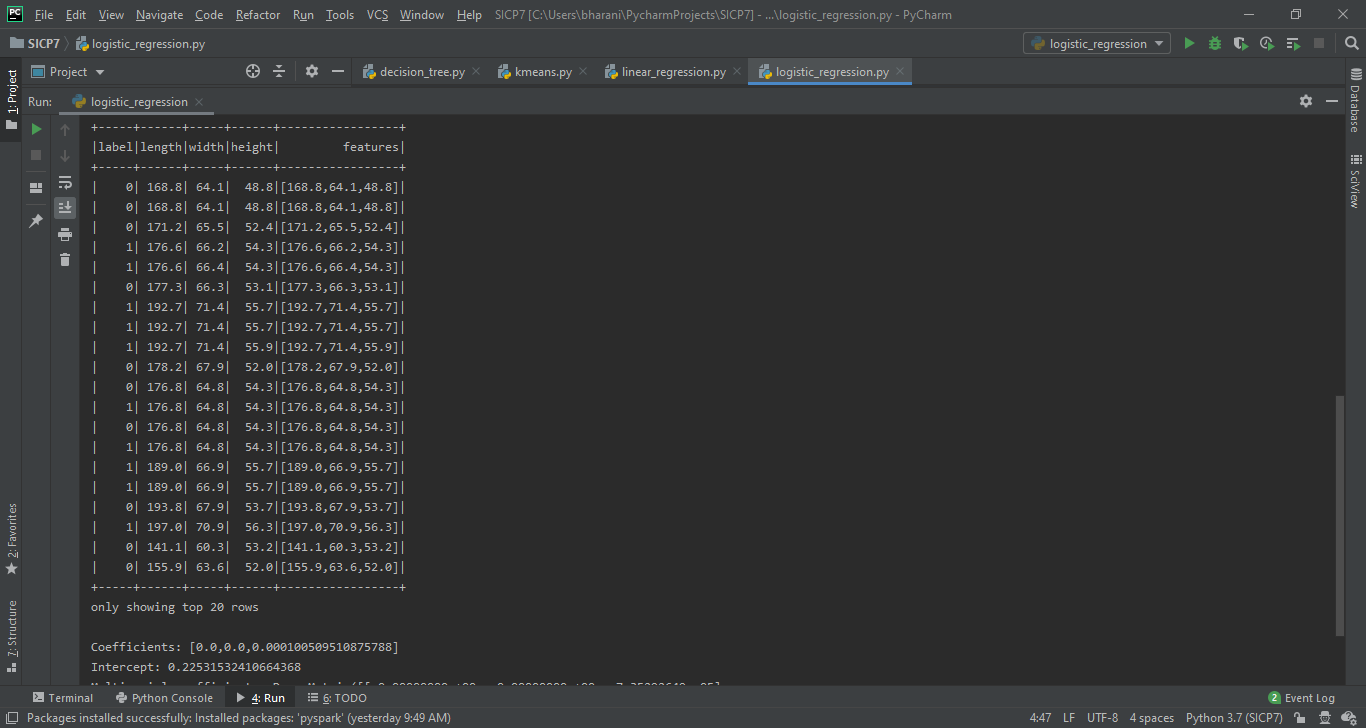 PC File Edit View Navigate Code Refactor Run Tools VCS Window Help SICP7 [C:\Users\bharani\PycharmProjects\SICP7] - ...\logistic_regression.py - PyCharm
SICP7 logistic_regression.py logistic_regression
1: Project
Project decision_tree.py kmeans.py linear_regression.py logistic_regression.py
Database
SciView
Run: logistic_regression
+-----+------+-----+------+----------------+
|label|length|width|height|        features|
+-----+------+-----+------+----------------+
|    0| 168.8| 64.1|  48.8|[168.8,64.1,48.8]|
|    0| 168.8| 64.1|  48.8|[168.8,64.1,48.8]|
|    0| 171.2| 65.5|  52.4|[171.2,65.5,52.4]|
|    1| 176.6| 66.2|  54.3|[176.6,66.2,54.3]|
|    1| 176.6| 66.4|  54.3|[176.6,66.4,54.3]|
|    0| 177.3| 66.3|  53.1|[177.3,66.3,53.1]|
|    1| 192.7| 71.4|  55.7|[192.7,71.4,55.7]|
|    1| 192.7| 71.4|  55.7|[192.7,71.4,55.7]|
|    1| 192.7| 71.4|  55.9|[192.7,71.4,55.9]|
|    0| 178.2| 67.9|  52.0|[178.2,67.9,52.0]|
|    0| 176.8| 64.8|  54.3|[176.8,64.8,54.3]|
|    1| 176.8| 64.8|  54.3|[176.8,64.8,54.3]|
|    0| 176.8| 64.8|  54.3|[176.8,64.8,54.3]|
|    1| 176.8| 64.8|  54.3|[176.8,64.8,54.3]|
|    1| 189.0| 66.9|  55.7|[189.0,66.9,55.7]|
|    1| 189.0| 66.9|  55.7|[189.0,66.9,55.7]|
|    0| 193.8| 67.9|  53.7|[193.8,67.9,53.7]|
|    1| 197.0| 70.9|  56.3|[197.0,70.9,56.3]|
|    0| 141.1| 60.3|  53.2|[141.1,60.3,53.2]|
|    0| 155.9| 63.6|  52.0|[155.9,63.6,52.0]|
+-----+------+-----+------+----------------+
only showing top 20 rows
Coefficients: [0.0,0.0,0.000100509510875788]
Intercept: 0.22531532410664368
2: Favorites
7: Structure
Terminal Python Console 4: Run 6: TODO 2 Event Log
Packages installed successfully: Installed packages: 'pyspark' (yesterday 9:49 AM) 4:47 LF UTF-8 4 spaces Python 3.7 (SICP7)